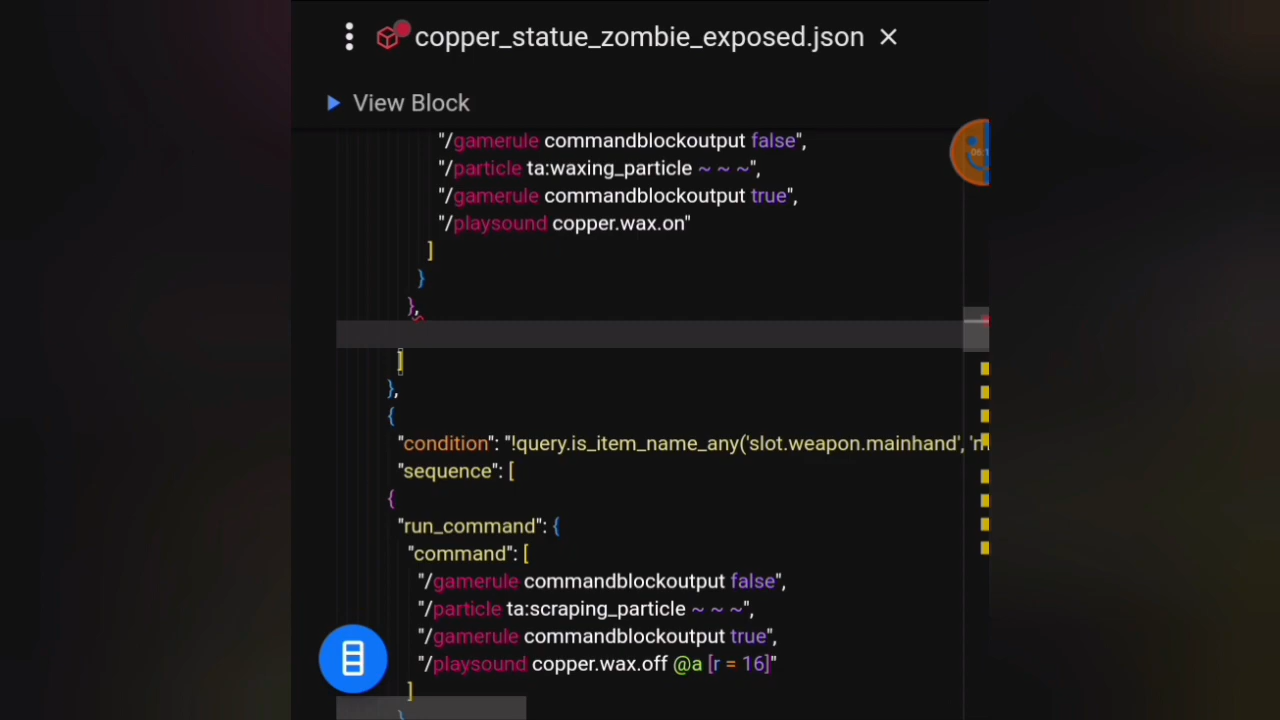 copper_statue_zombie_exposed.json ×
View Block
"/gamerule commandblockoutput false",
"/particle ta:waxing_particle ~ ~ ~",
"/gamerule commandblockoutput true",
"/playsound copper.wax.on"
]
}
},
]
},
{
"condition": "!query.is_item_name_any('slot.weapon.mainhand',
"sequence": [
{
"run_command": {
"command": [
"/gamerule commandblockoutput false",
"/particle ta:scraping_particle ~ ~ ~",
"/gamerule commandblockoutput true",
"/playsound copper.wax.off @a [r = 16]"
]
}